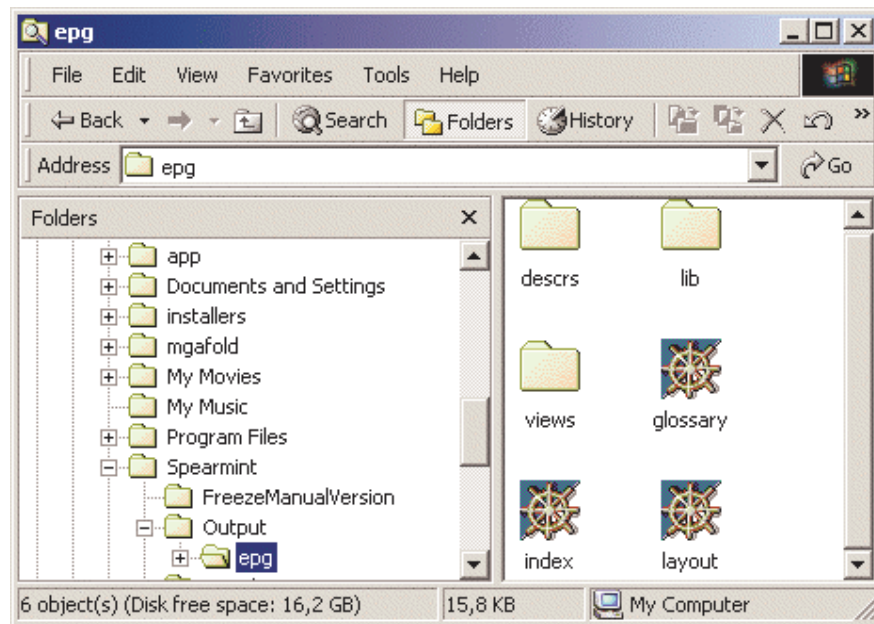 epg
File Edit View Favorites Tools Help
Back Search Folders History »
Address epg Go
Folders
app
Documents and Settings
installers
mgafold
My Movies
My Music
Program Files
Spearmint
FreezeManualVersion
Output
epg
descrs lib
views glossary
index layout
6 object(s) (Disk free space: 16,2 GB) 15,8 KB My Computer